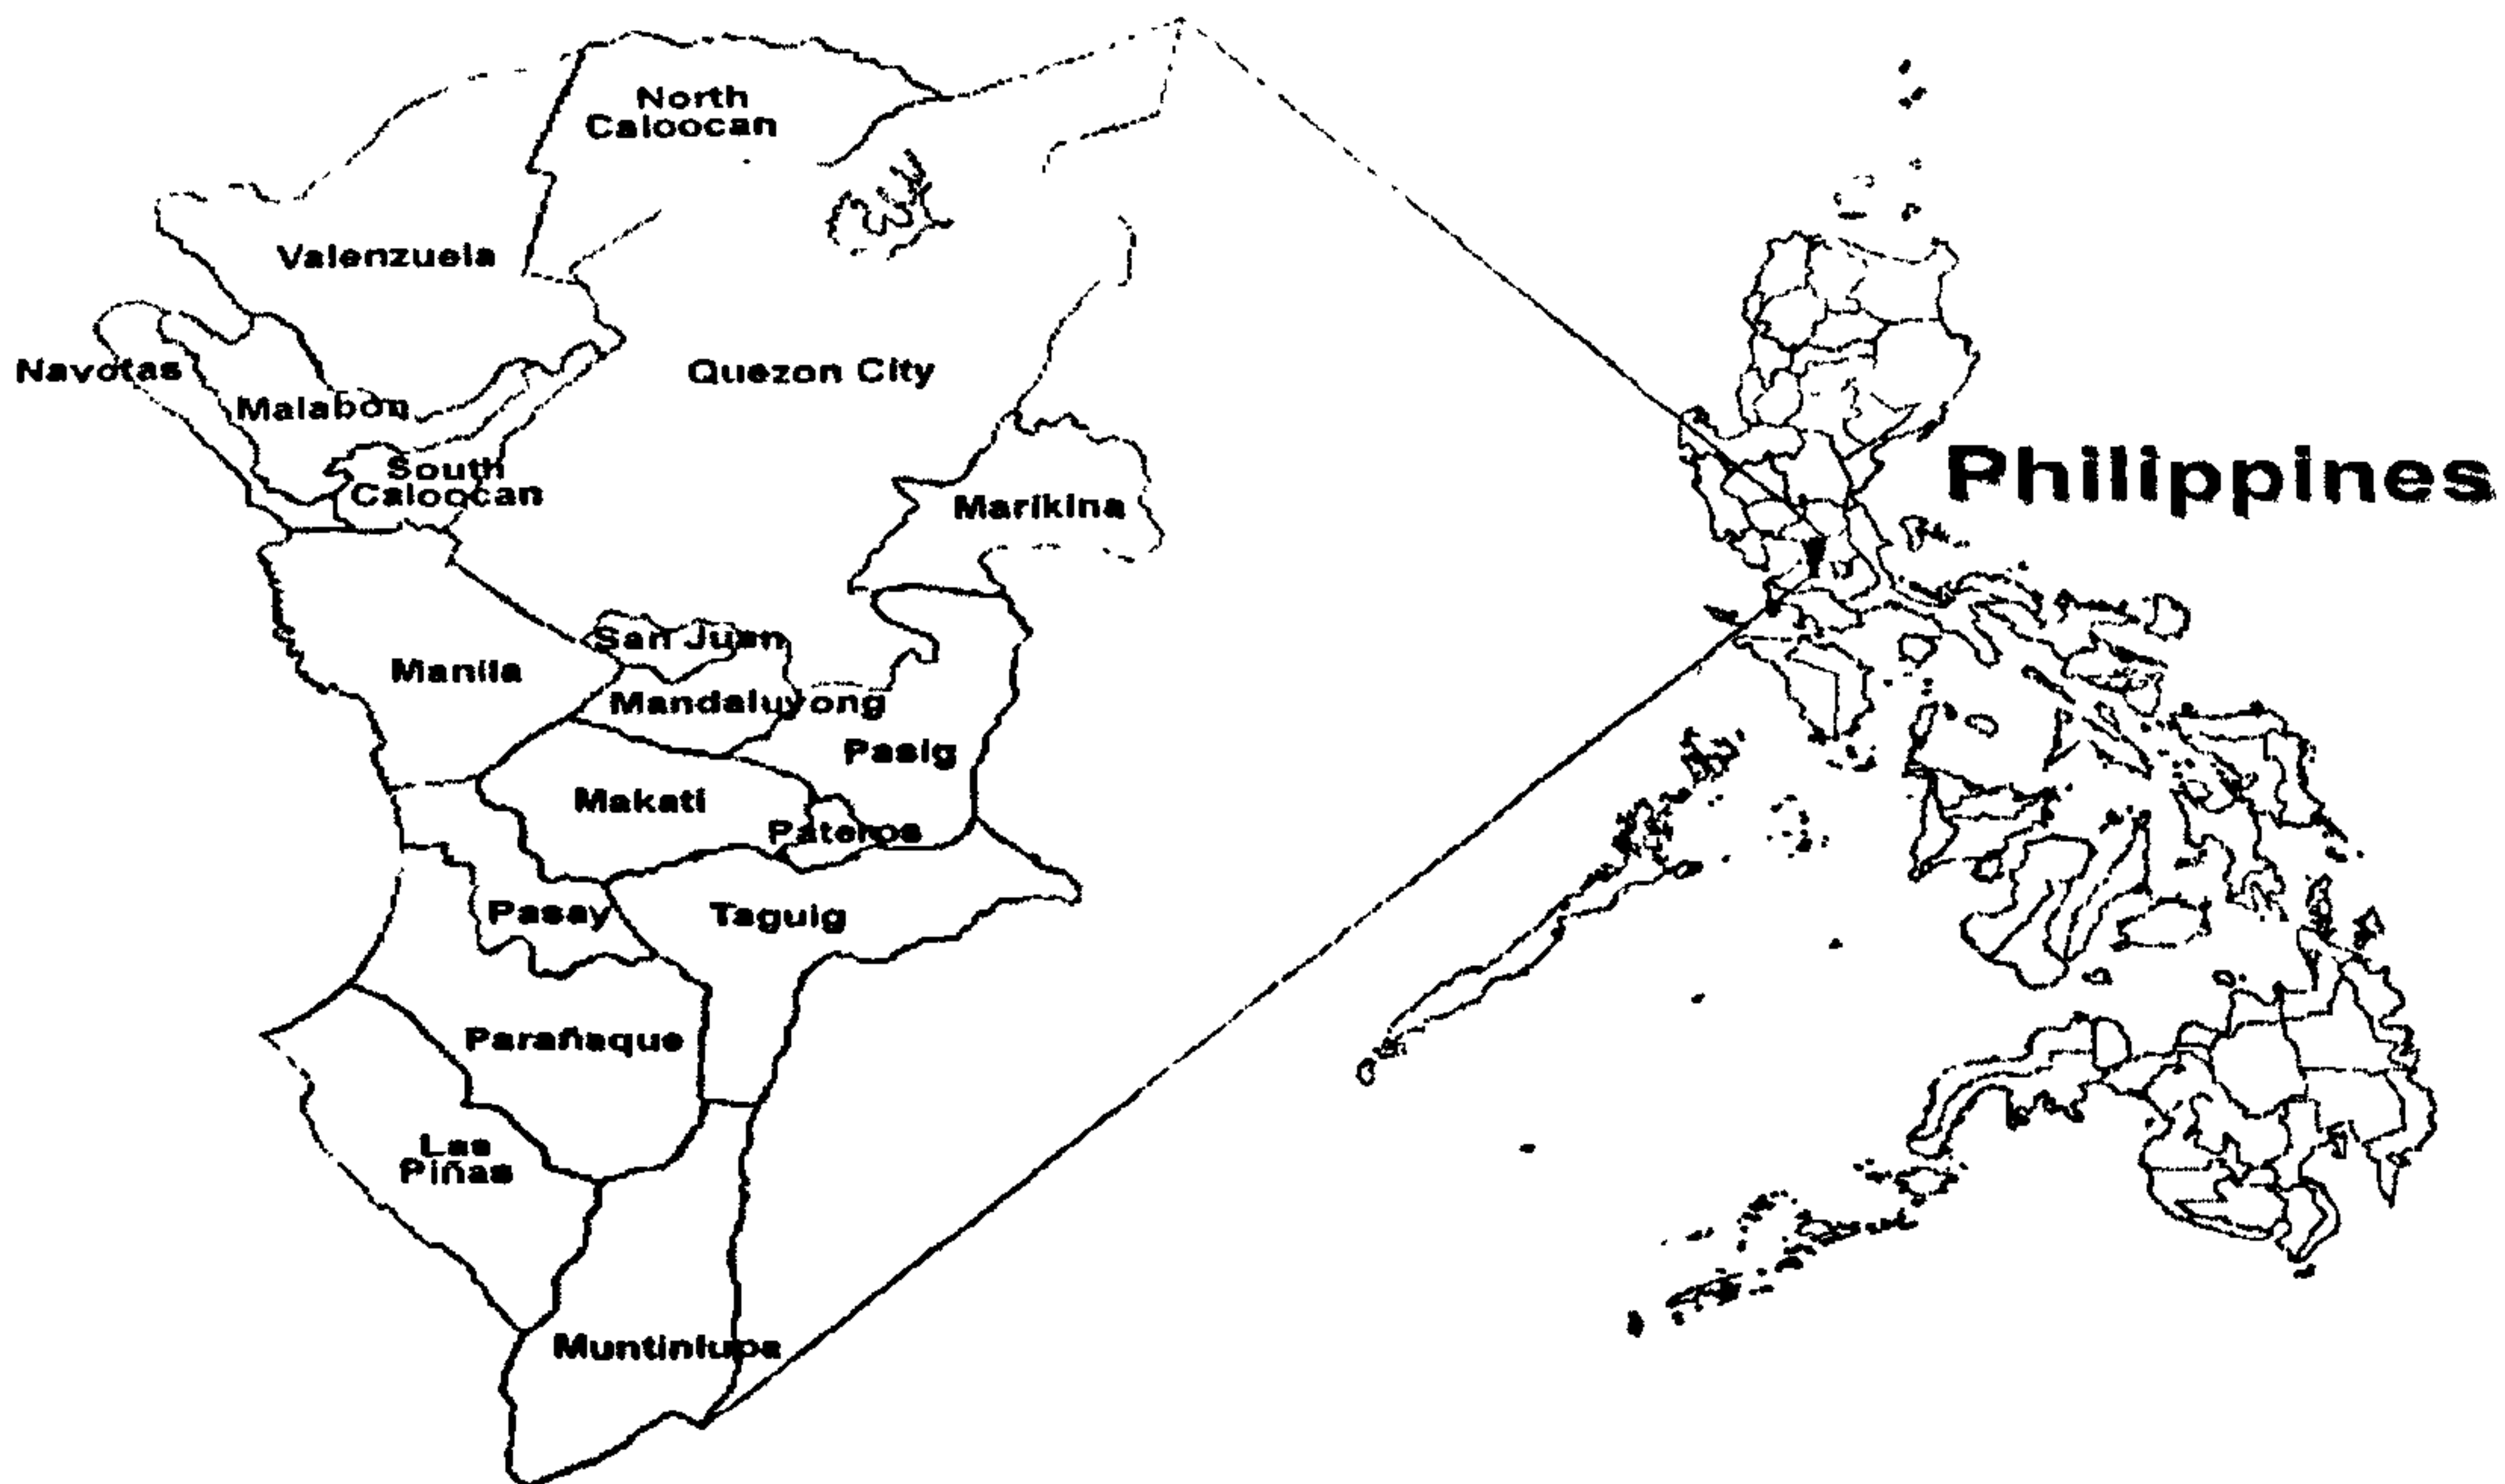 North
Caloocan
Valenzuela
Navotas
Quezon City
Malabon
South
Caloocan
Marikina
Philippines
San Juan
Manila
Mandaluyong
Pasig
Makati
Pateros
Pasay
Taguig
Parañaque
Las
Piñas
Muntinlupa